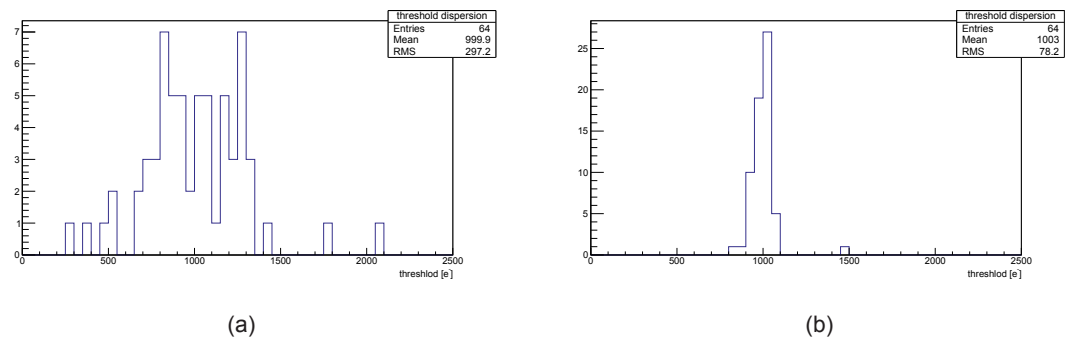 threshold dispersion
Entries 64
Mean 999.9
RMS 297.2
7
6
5
4
3
2
1
0
0 500 1000 1500 2000 2500
threshlod [e-]
(a)
threshold dispersion
Entries 64
Mean 1003
RMS 78.2
25
20
15
10
5
0
0 500 1000 1500 2000 2500
threshlod [e-]
(b)